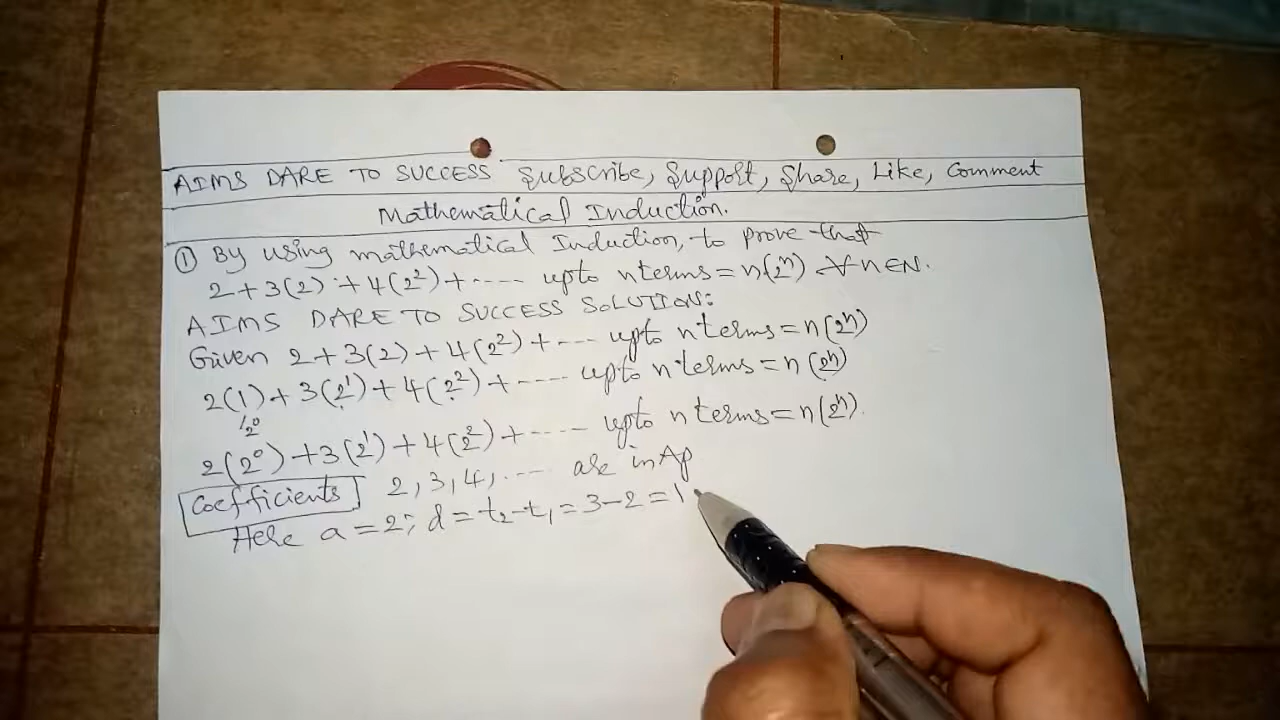 AIMS DARE TO SUCCESS Subscribe, Support, Share, Like, Comment
Mathematical Induction.
① By using mathematical Induction, to prove that
2+3(2)+4(2²)+---- upto n terms = n(2ⁿ) ∀ n∈N.
AIMS DARE TO SUCCESS SOLUTION:
Given 2+3(2)+4(2²)+---- upto n terms = n(2ⁿ)
2(1)+3(2¹)+4(2²)+---- upto n terms = n(2ⁿ)
2(2⁰)+3(2¹)+4(2²)+---- upto n terms = n(2ⁿ).
Coefficients 2, 3, 4, ---- are in Ap
Here a = 2; d = t₂-t₁ = 3-2 = 1